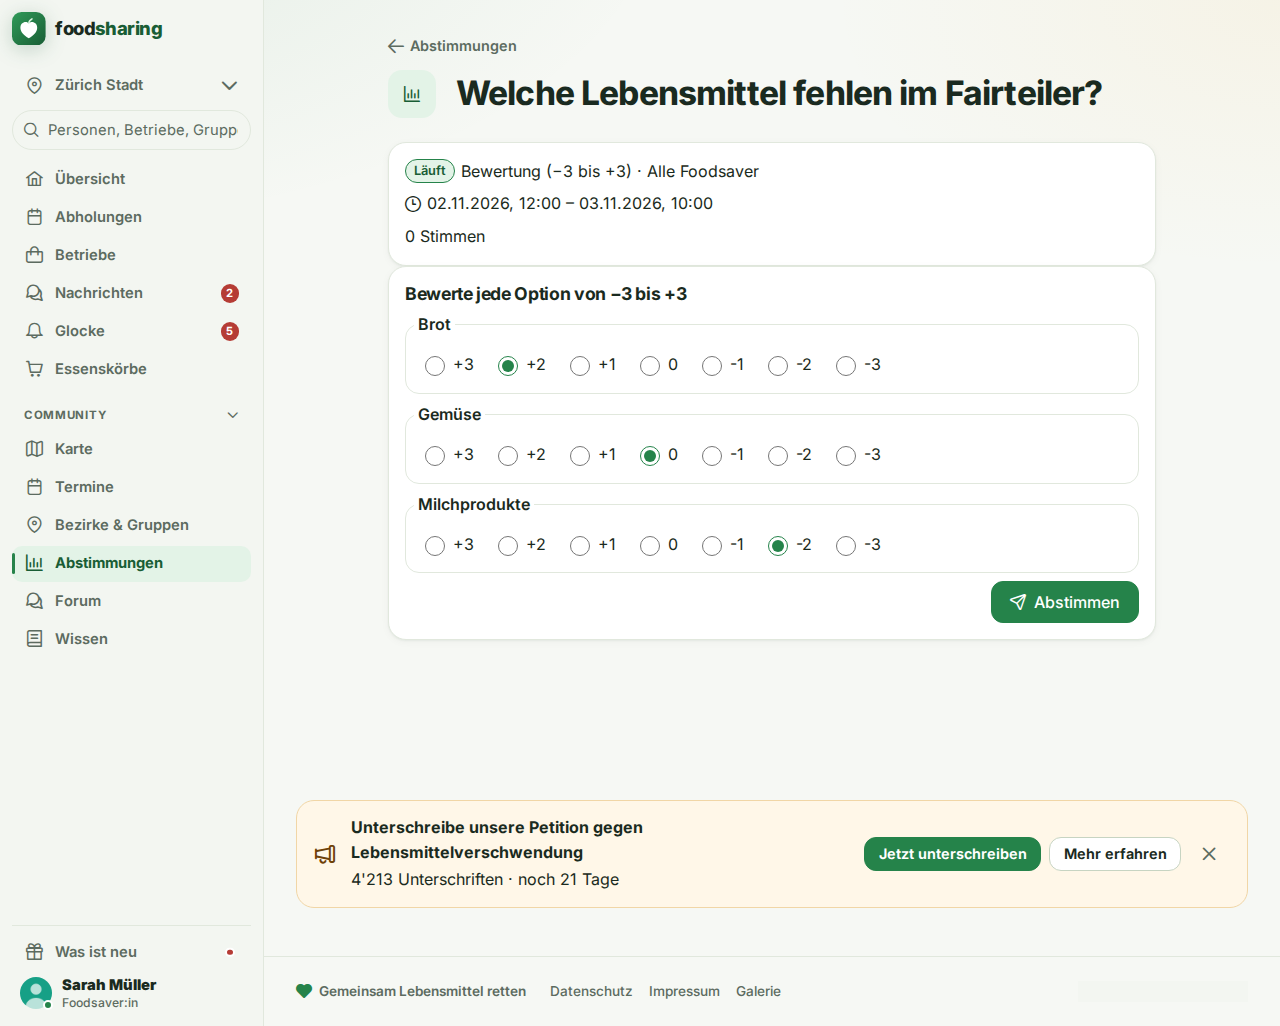 foodsharing
Zürich Stadt
Personen, Betriebe, Grupp
Übersicht
Abholungen
Betriebe
Nachrichten 2
Glocke 5
Essenskörbe
COMMUNITY
Karte
Termine
Bezirke & Gruppen
Abstimmungen
Forum
Wissen
Was ist neu
Sarah Müller
Foodsaver:in
Abstimmungen
Welche Lebensmittel fehlen im Fairteiler?
Läuft Bewertung (−3 bis +3) · Alle Foodsaver
02.11.2026, 12:00 – 03.11.2026, 10:00
0 Stimmen
Bewerte jede Option von −3 bis +3
Brot
+3 +2 +1 0 -1 -2 -3
Gemüse
+3 +2 +1 0 -1 -2 -3
Milchprodukte
+3 +2 +1 0 -1 -2 -3
Abstimmen
Unterschreibe unsere Petition gegen
Lebensmittelverschwendung
4'213 Unterschriften · noch 21 Tage
Jetzt unterschreiben
Mehr erfahren
Gemeinsam Lebensmittel retten Datenschutz Impressum Galerie